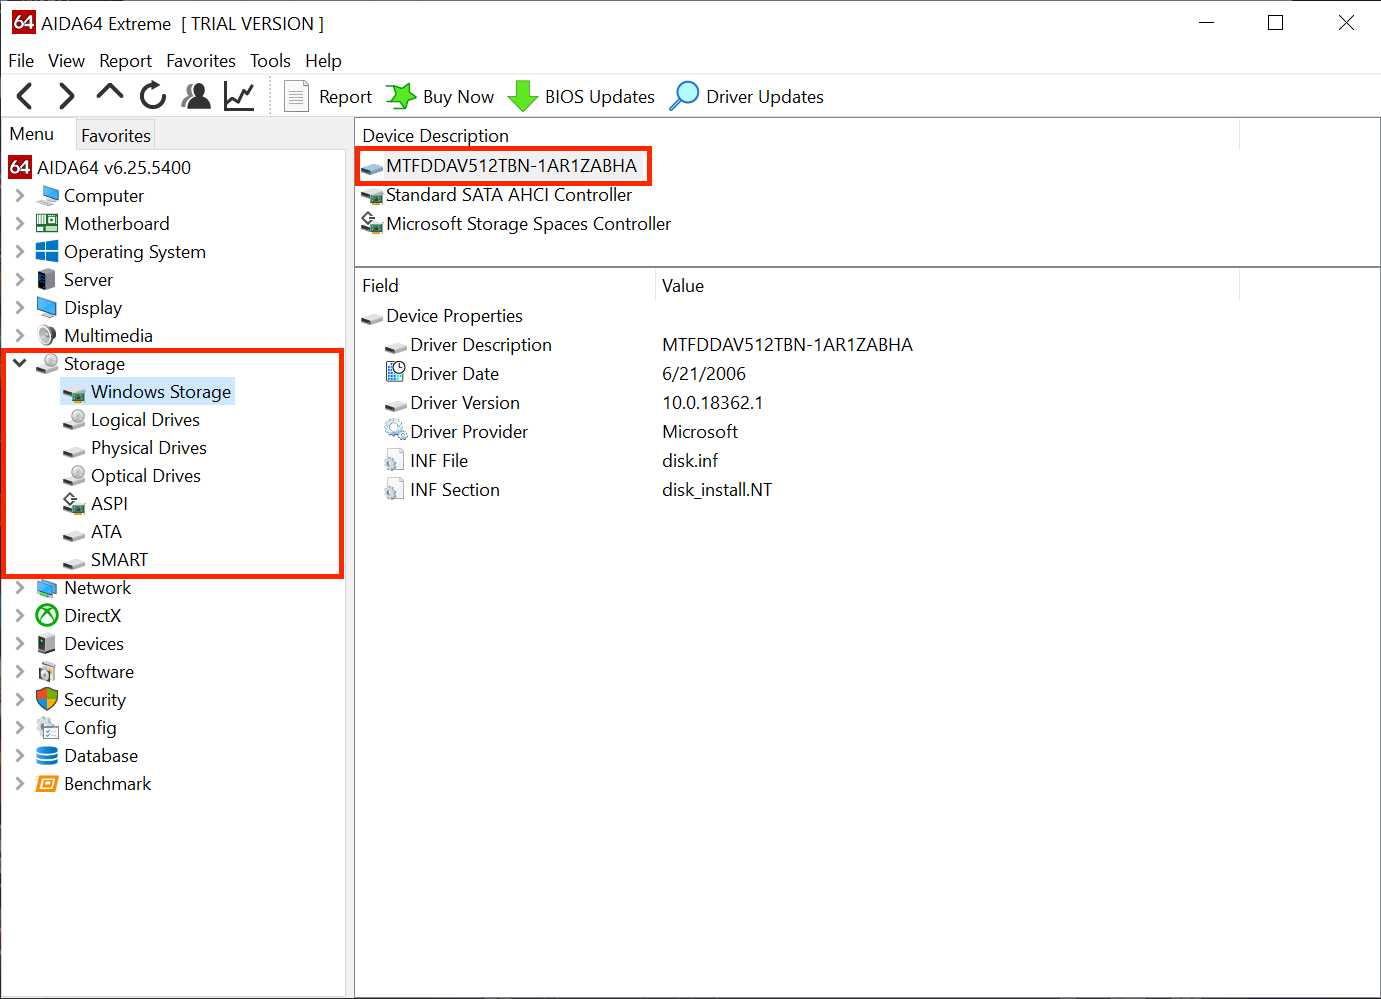 64 AIDA64 Extreme [ TRIAL VERSION ]
File View Report Favorites Tools Help
Report Buy Now BIOS Updates Driver Updates
Menu Favorites
64 AIDA64 v6.25.5400
Computer
Motherboard
Operating System
Server
Display
Multimedia
Storage
Windows Storage
Logical Drives
Physical Drives
Optical Drives
ASPI
ATA
SMART
Network
DirectX
Devices
Software
Security
Config
Database
Benchmark
Device Description
MTFDDAV512TBN-1AR1ZABHA
Standard SATA AHCI Controller
Microsoft Storage Spaces Controller
Field Value
Device Properties
Driver Description MTFDDAV512TBN-1AR1ZABHA
Driver Date 6/21/2006
Driver Version 10.0.18362.1
Driver Provider Microsoft
INF File disk.inf
INF Section disk_install.NT